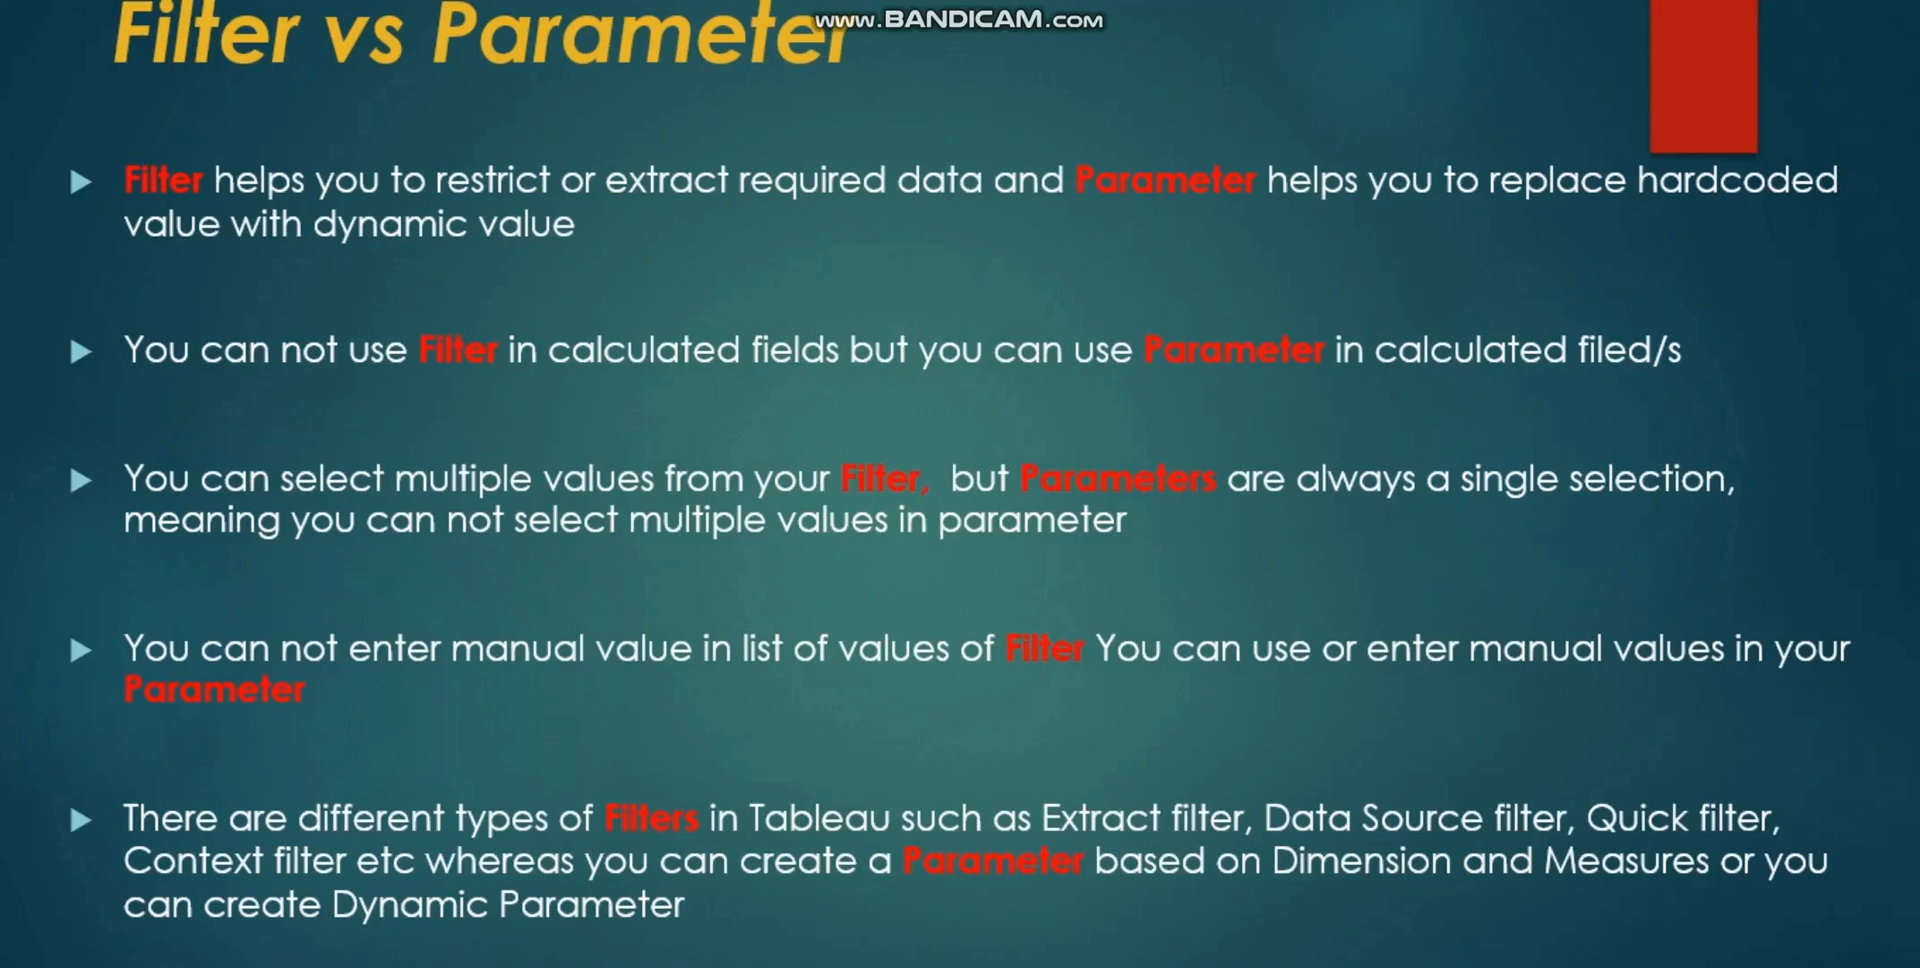 Filter vs Parameter
www.BANDICAM.com
Filter helps you to restrict or extract required data and Parameter helps you to replace hardcoded
value with dynamic value
You can not use Filter in calculated fields but you can use Parameter in calculated filed/s
You can select multiple values from your Filter, but Parameters are always a single selection,
meaning you can not select multiple values in parameter
You can not enter manual value in list of values of Filter You can use or enter manual values in your
Parameter
There are different types of Filters in Tableau such as Extract filter, Data Source filter, Quick filter,
Context filter etc whereas you can create a Parameter based on Dimension and Measures or you
can create Dynamic Parameter